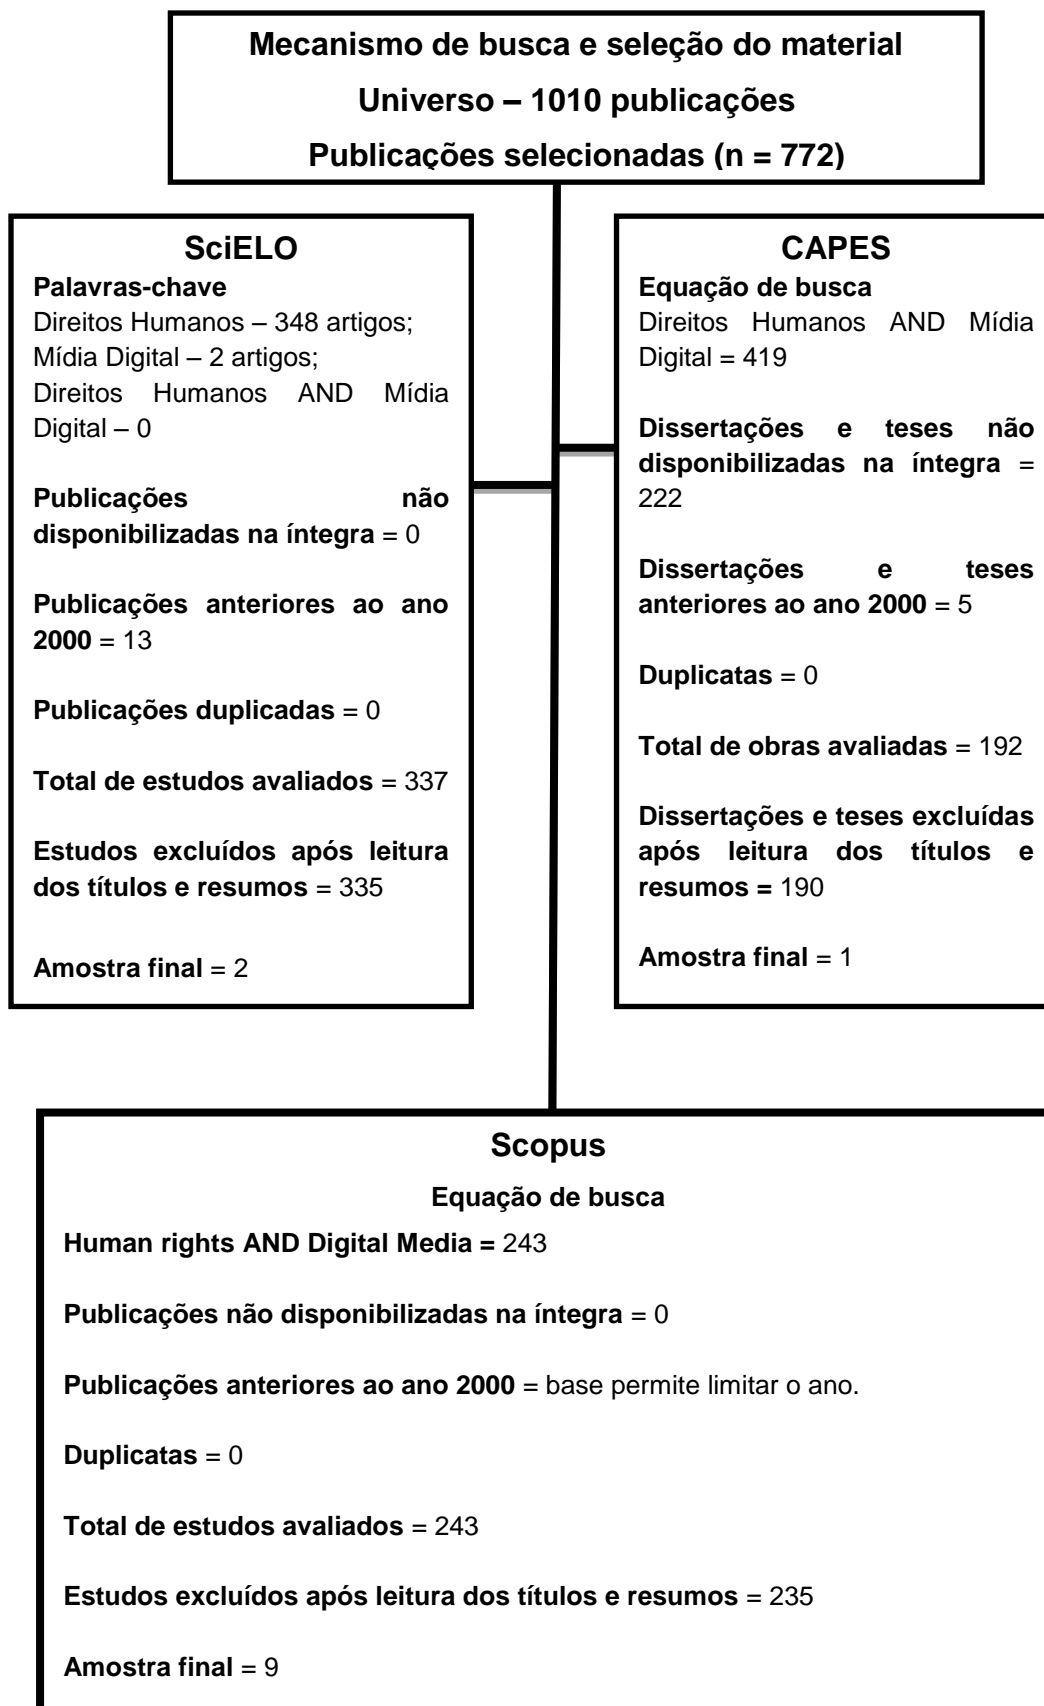 Mecanismo de busca e seleção do material
Universo – 1010 publicações
Publicações selecionadas (n = 772)
SciELO
Palavras-chave
Direitos Humanos – 348 artigos;
Mídia Digital – 2 artigos;
Direitos Humanos AND Mídia
Digital – 0
Publicações não
disponibilizadas na íntegra = 0
Publicações anteriores ao ano
2000 = 13
Publicações duplicadas = 0
Total de estudos avaliados = 337
Estudos excluídos após leitura
dos títulos e resumos = 335
Amostra final = 2
CAPES
Equação de busca
Direitos Humanos AND Mídia
Digital = 419
Dissertações e teses não
disponibilizadas na íntegra =
222
Dissertações e teses
anteriores ao ano 2000 = 5
Duplicatas = 0
Total de obras avaliadas = 192
Dissertações e teses excluídas
após leitura dos títulos e
resumos = 190
Amostra final = 1
Scopus
Equação de busca
Human rights AND Digital Media = 243
Publicações não disponibilizadas na íntegra = 0
Publicações anteriores ao ano 2000 = base permite limitar o ano.
Duplicatas = 0
Total de estudos avaliados = 243
Estudos excluídos após leitura dos títulos e resumos = 235
Amostra final = 9